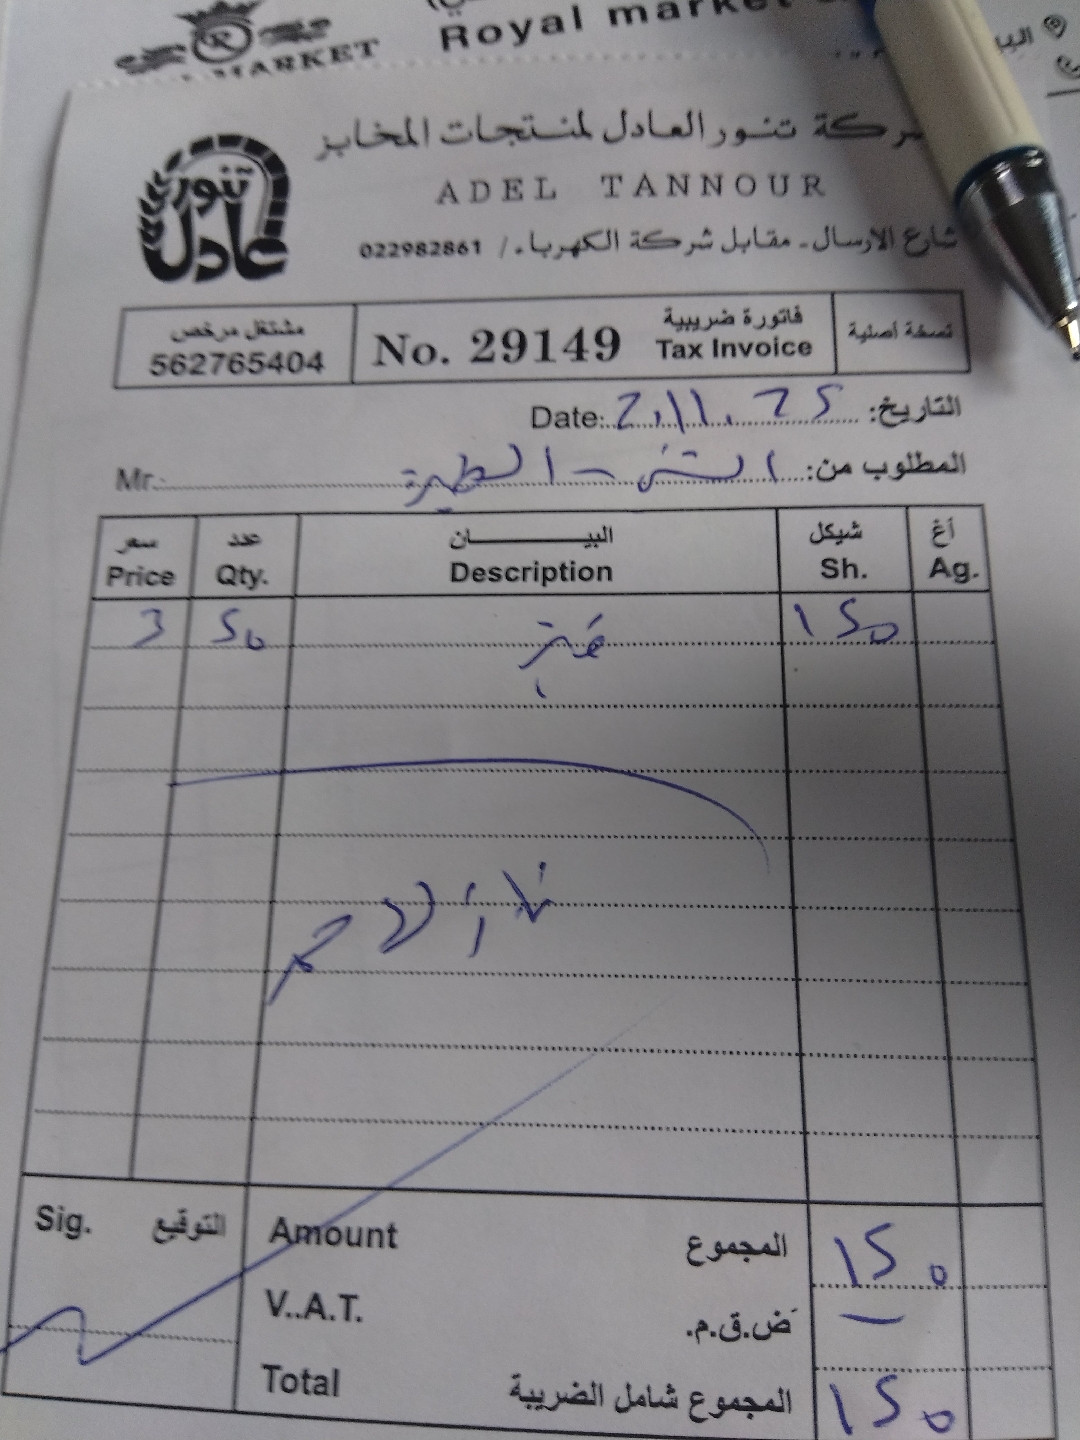 MARKET
Royal market
شركة تنور العادل لمنتجات المخابز
ADEL TANNOUR
شارع الارسال - مقابل شركة الكهرباء / 022982861
تنور
عادل
مشتغل مرخص
562765404
No. 29149
فاتورة ضريبية
Tax Invoice
نسخة أصلية
التاريخ: Date: 2.11.25
المطلوب من: Mr.
سعر عدد البيــــان شيكل أغ
Price Qty. Description Sh. Ag.
3 50 خبز 150
Sig. التوقيع
Amount المجموع 150
V..A.T. ض.ق.م. —
Total المجموع شامل الضريبة 150